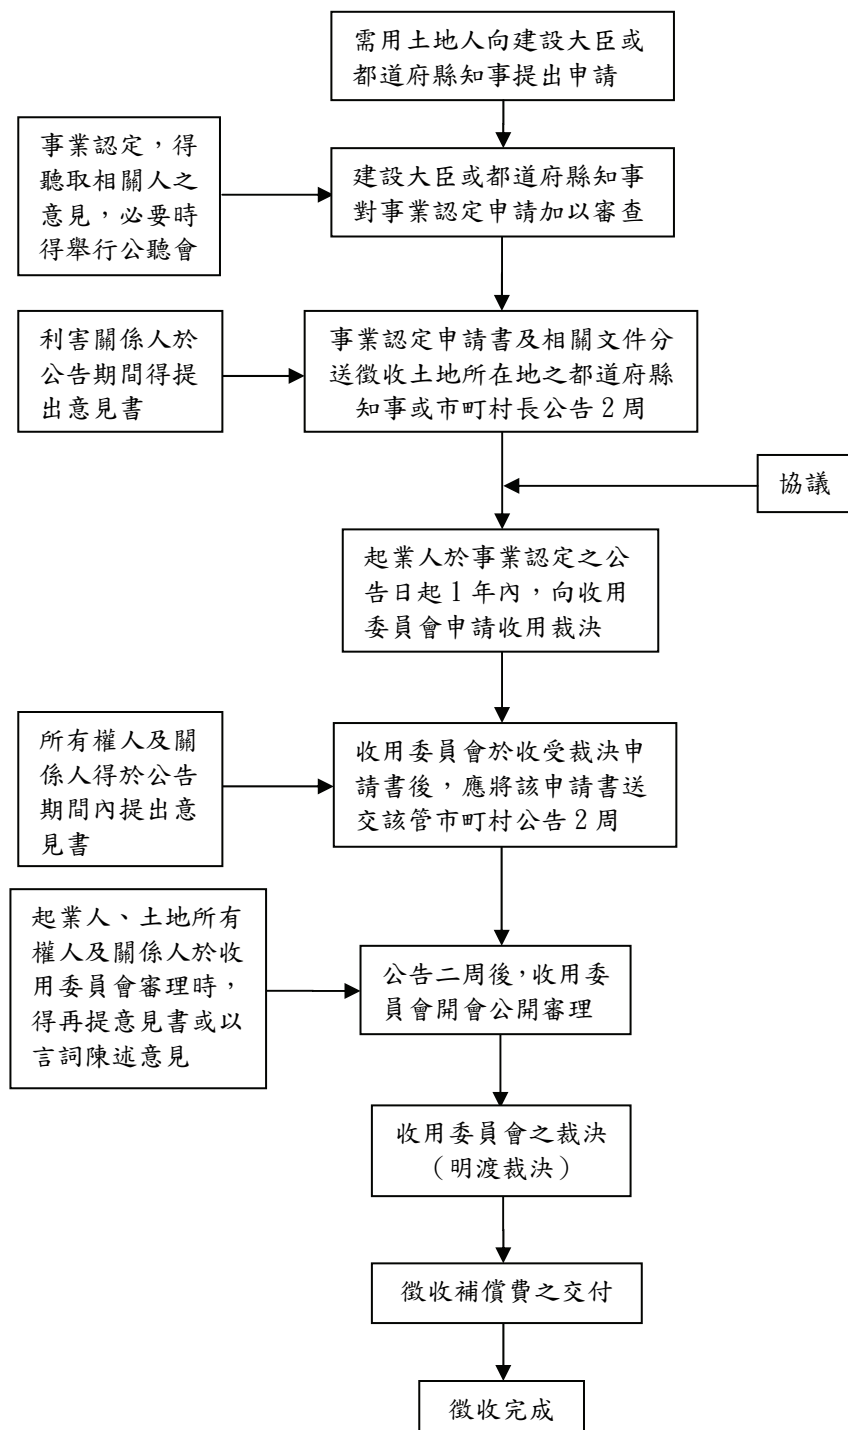 需用土地人向建設大臣或
都道府縣知事提出申請
事業認定，得
聽取相關人之
意見，必要時
得舉行公聽會
建設大臣或都道府縣知事
對事業認定申請加以審查
利害關係人於
公告期間得提
出意見書
事業認定申請書及相關文件分
送徵收土地所在地之都道府縣
知事或市町村長公告 2 周
協議
起業人於事業認定之公
告日起 1 年內，向收用
委員會申請收用裁決
所有權人及關
係人得於公告
期間內提出意
見書
收用委員會於收受裁決申
請書後，應將該申請書送
交該管市町村公告 2 周
起業人、土地所有
權人及關係人於收
用委員會審理時，
得再提意見書或以
言詞陳述意見
公告二周後，收用委
員會開會公開審理
收用委員會之裁決
（明渡裁決）
徵收補償費之交付
徵收完成